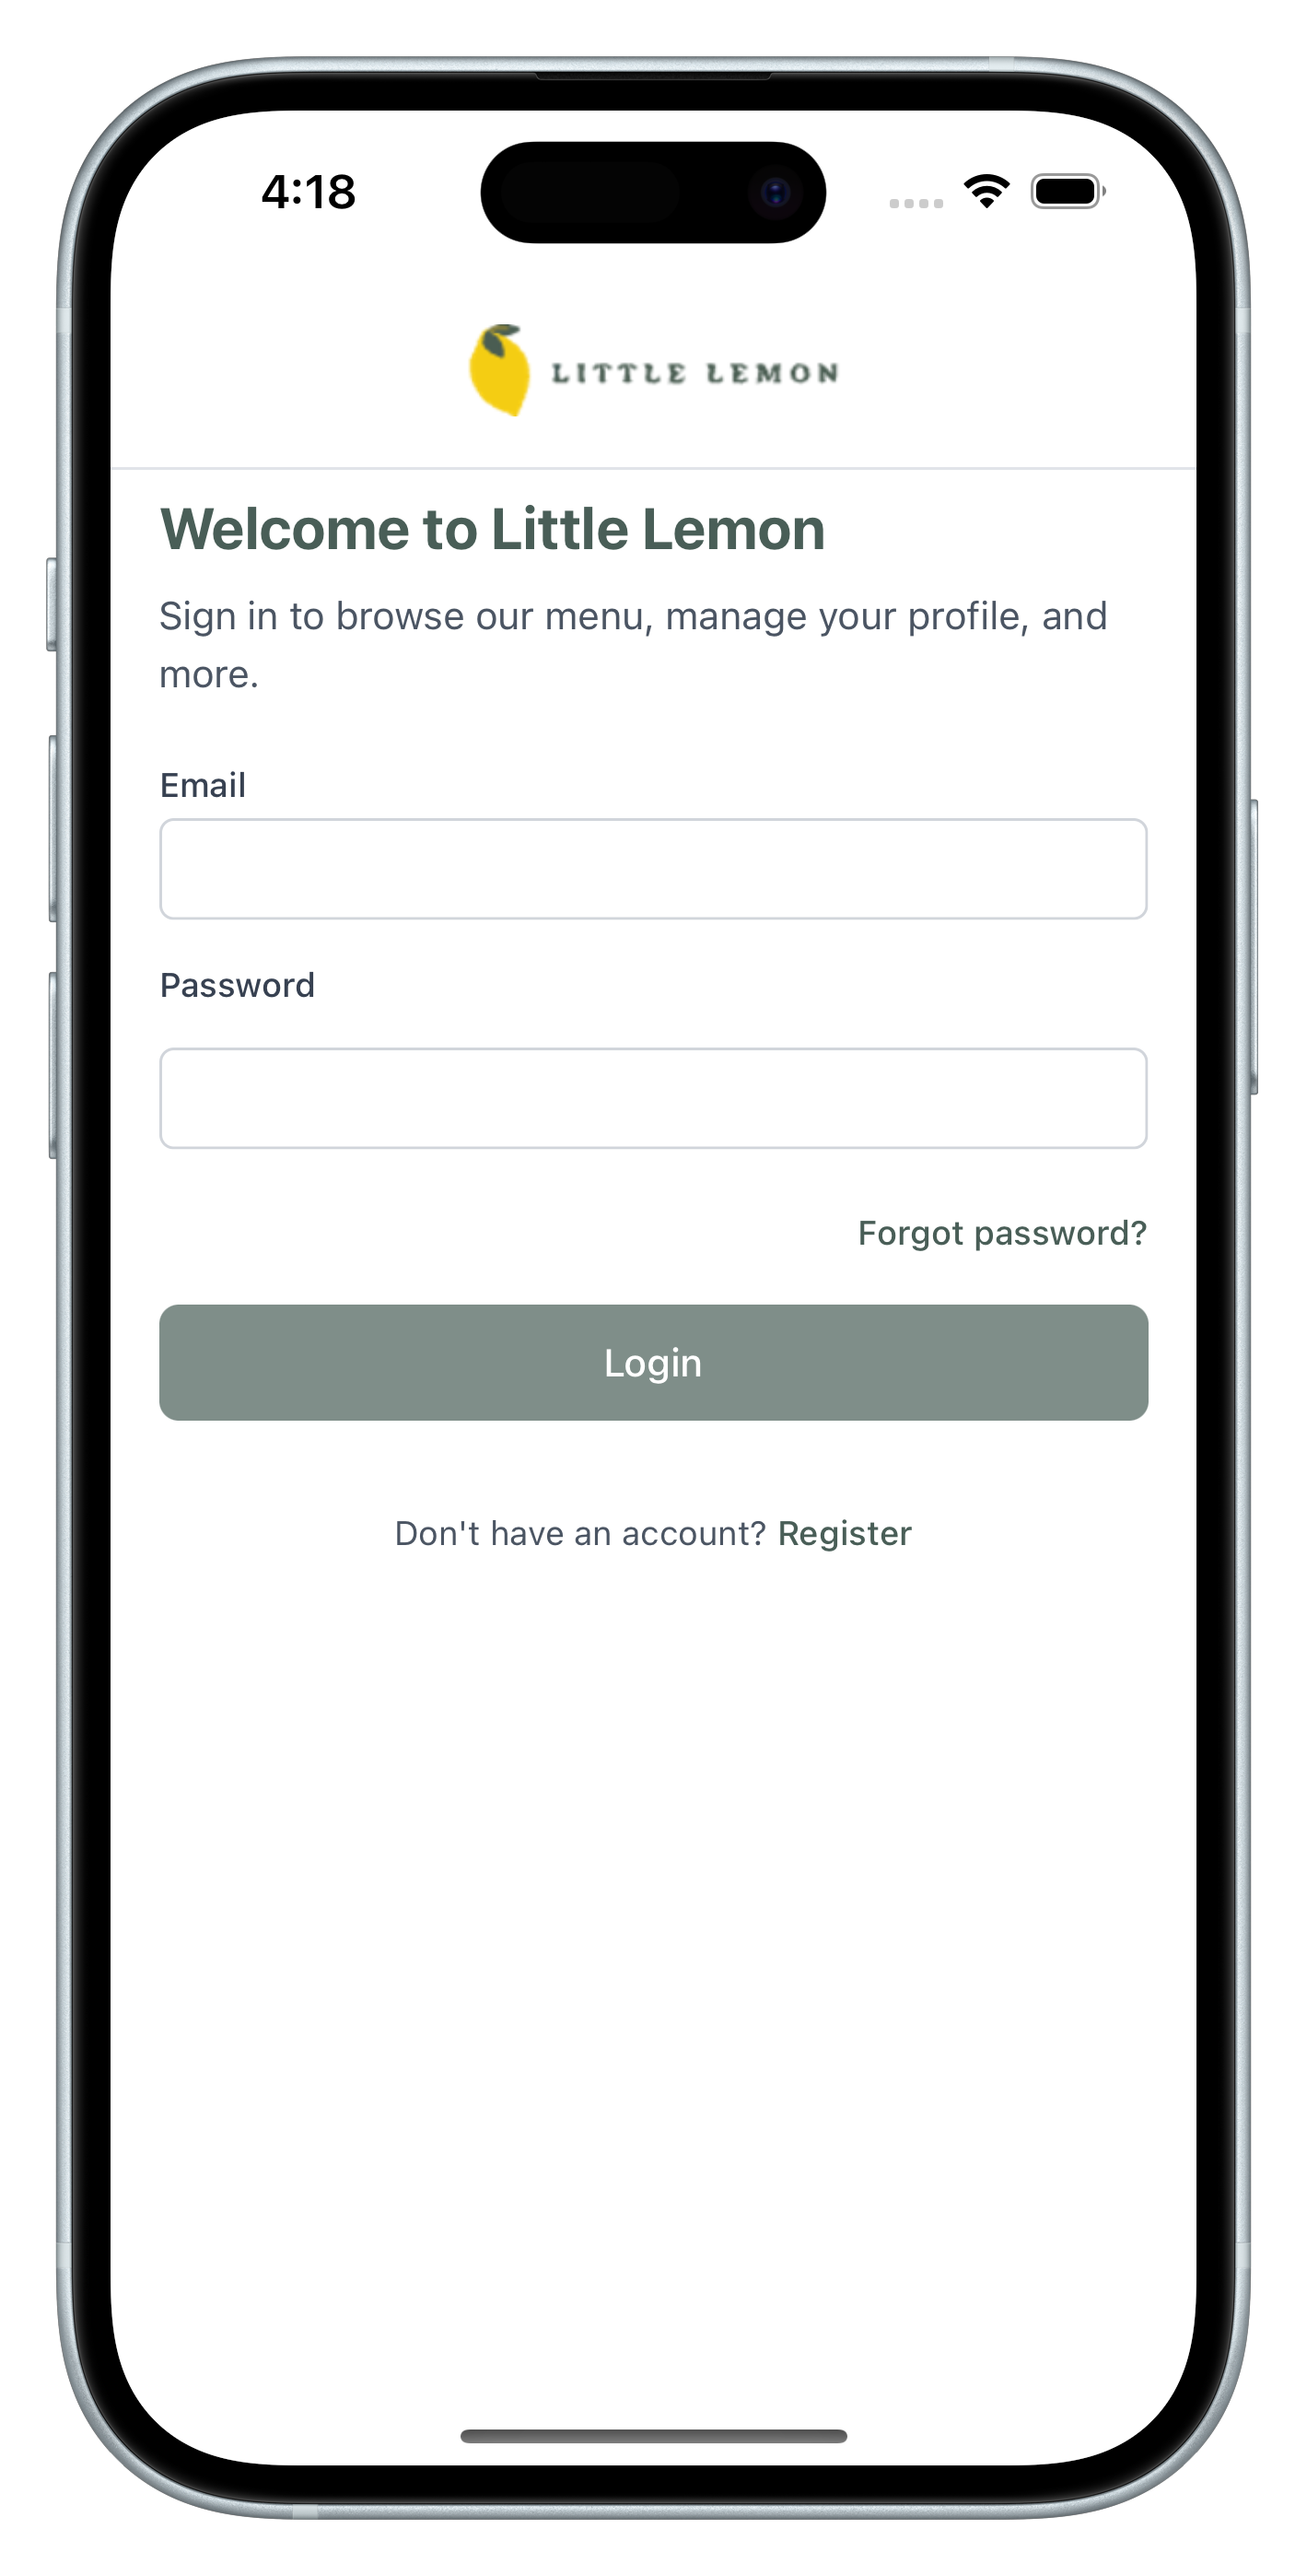 4:18
LITTLE LEMON
Welcome to Little Lemon
Sign in to browse our menu, manage your profile, and
more.
Email
Password
Forgot password?
Login
Don't have an account? Register